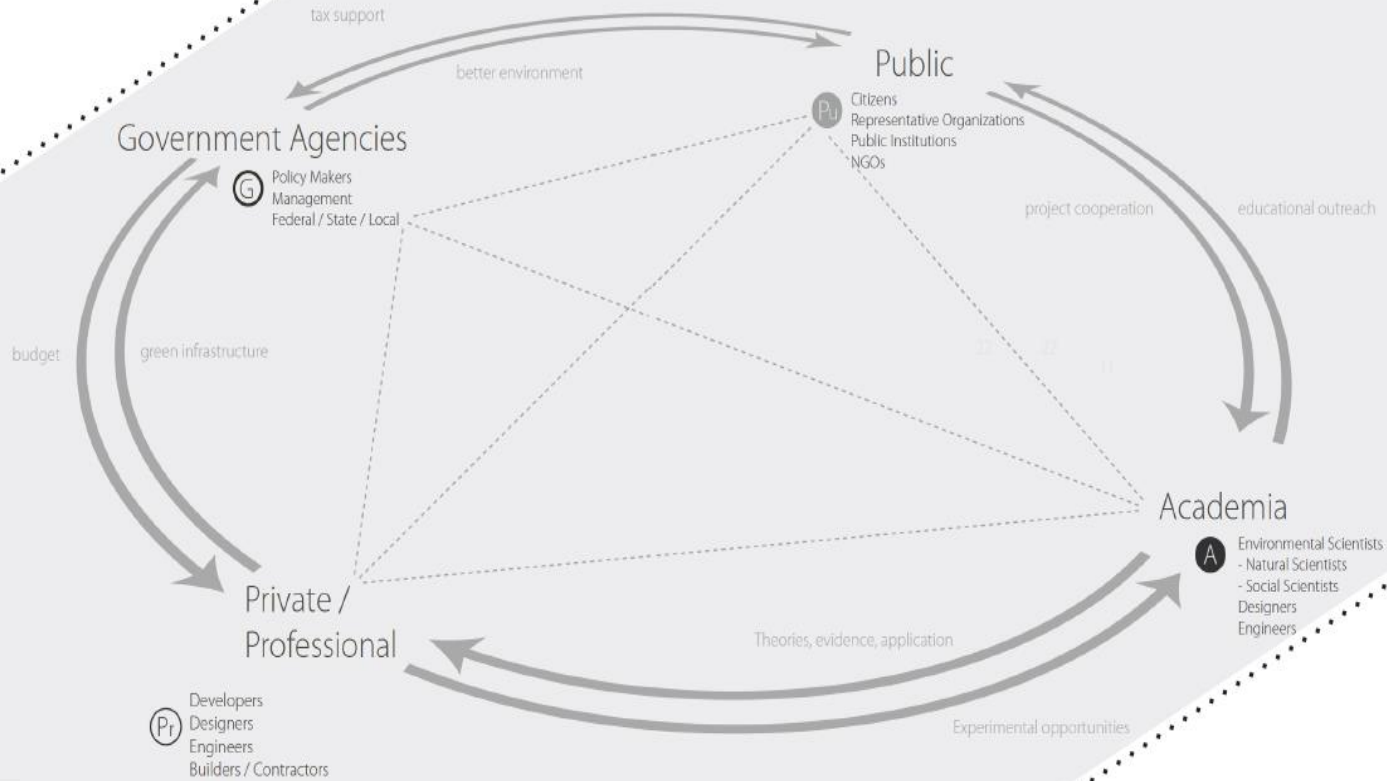 tax support
better environment
Public
Pu
Citizens
Representative Organizations
Public Institutions
NGOs
Government Agencies
G
Policy Makers
Management
Federal / State / Local
project cooperation
educational outreach
budget
green infrastructure
Academia
A
Environmental Scientists
- Natural Scientists
- Social Scientists
Designers
Engineers
Private /
Professional
Pr
Developers
Designers
Engineers
Builders / Contractors
Theories, evidence, application
Experimental opportunities